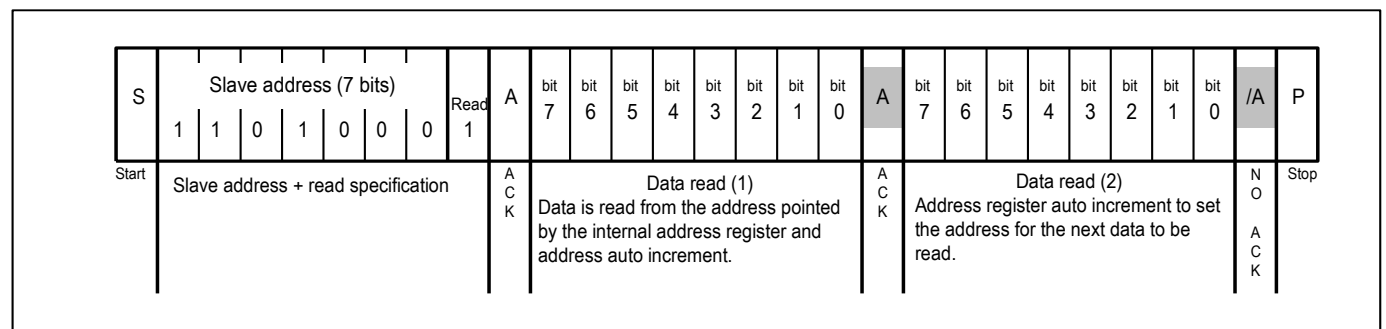 S Slave address (7 bits) Read A bit bit bit bit bit bit bit bit A bit bit bit bit bit bit bit bit /A P
1 1 0 1 0 0 0 1 7 6 5 4 3 2 1 0 7 6 5 4 3 2 1 0
Start Slave address + read specification ACK Data read (1) ACK Data read (2) NO ACK Stop
Data is read from the address pointed Address register auto increment to set
by the internal address register and the address for the next data to be
address auto increment. read.